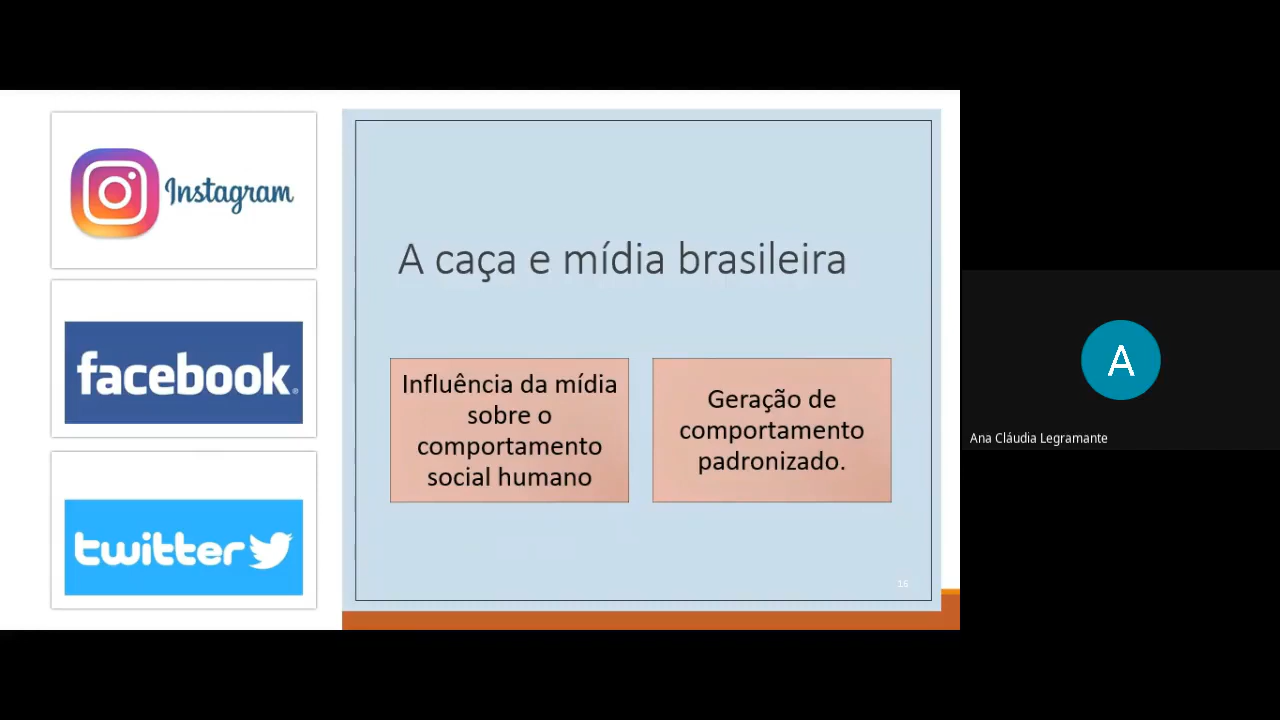 Instagram
facebook.
twitter
A caça e mídia brasileira
Influência da mídia
sobre o
comportamento
social humano
Geração de
comportamento
padronizado.
16
A
Ana Cláudia Legramante